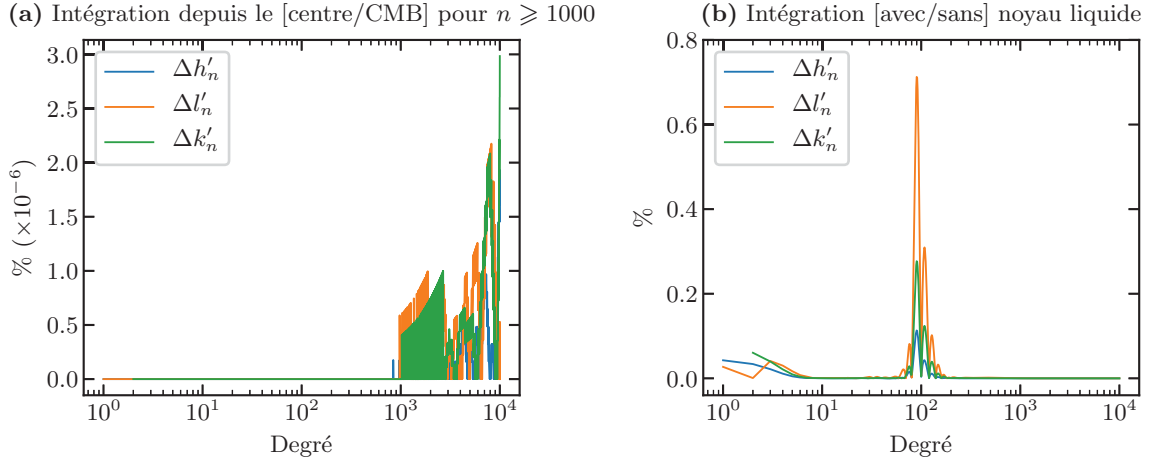 (a) Intégration depuis le [centre/CMB] pour n ⩾ 1000
% (×10⁻⁶)
3.0
2.5
2.0
1.5
1.0
0.5
0.0
Δh′ₙ
Δl′ₙ
Δk′ₙ
10⁰ 10¹ 10² 10³ 10⁴
Degré
(b) Intégration [avec/sans] noyau liquide
%
0.8
0.6
0.4
0.2
0.0
Δh′ₙ
Δl′ₙ
Δk′ₙ
10⁰ 10¹ 10² 10³ 10⁴
Degré